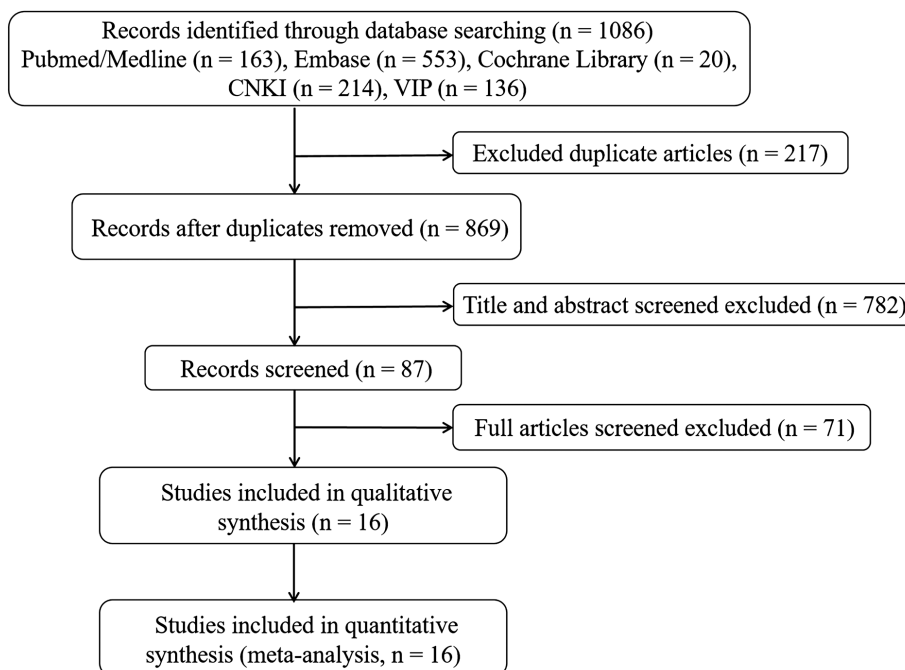 Records identified through database searching (n = 1086)
Pubmed/Medline (n = 163), Embase (n = 553), Cochrane Library (n = 20),
CNKI (n = 214), VIP (n = 136)
Excluded duplicate articles (n = 217)
Records after duplicates removed (n = 869)
Title and abstract screened excluded (n = 782)
Records screened (n = 87)
Full articles screened excluded (n = 71)
Studies included in qualitative
synthesis (n = 16)
Studies included in quantitative
synthesis (meta-analysis, n = 16)